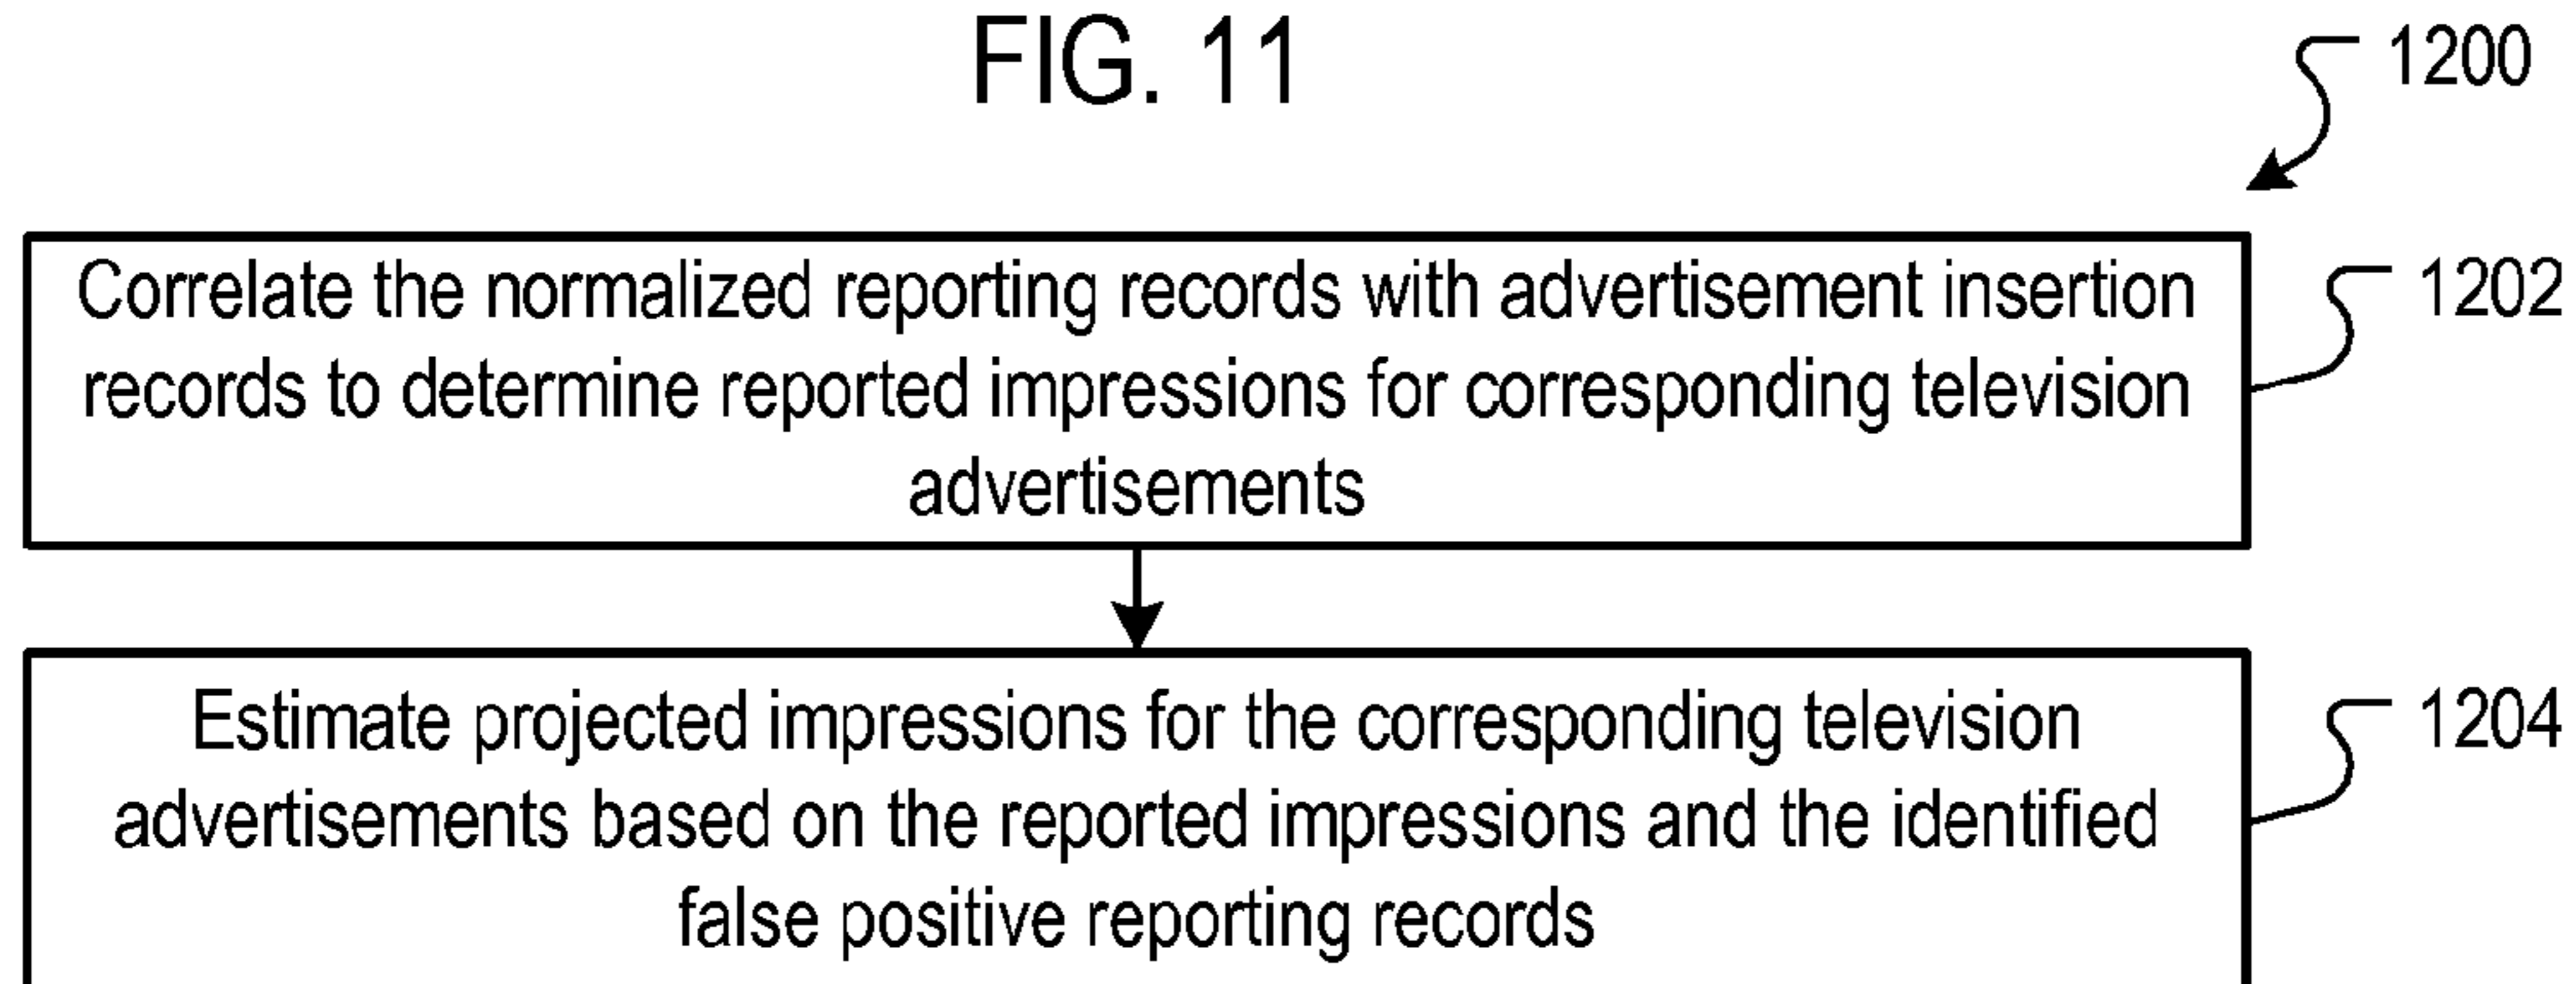 FIG. 11
1200
Correlate the normalized reporting records with advertisement insertion
records to determine reported impressions for corresponding television
advertisements
1202
Estimate projected impressions for the corresponding television
advertisements based on the reported impressions and the identified
false positive reporting records
1204